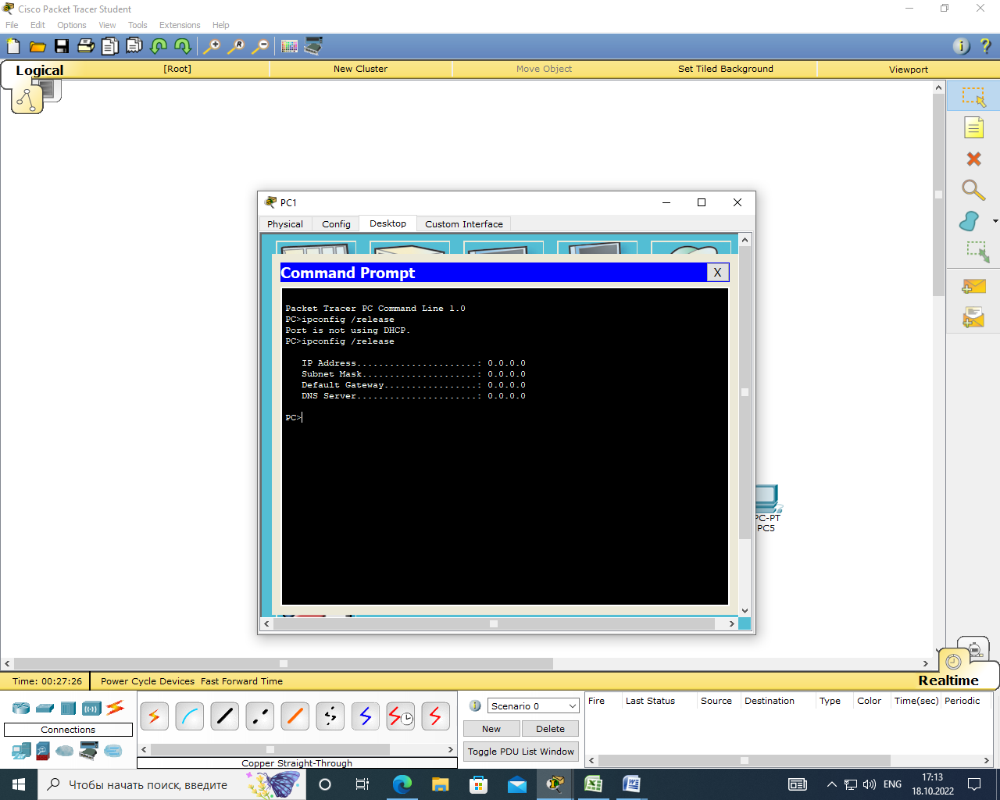 Cisco Packet Tracer Student
File Edit Options View Tools Extensions Help
Logical [Root] New Cluster Move Object Set Tiled Background Viewport
PC1
Physical Config Desktop Custom Interface
Command Prompt X
Packet Tracer PC Command Line 1.0
PC>ipconfig /release
Port is not using DHCP.
PC>ipconfig /release
IP Address......................: 0.0.0.0
Subnet Mask.....................: 0.0.0.0
Default Gateway.................: 0.0.0.0
DNS Server......................: 0.0.0.0
PC>
PC-PT
PC5
Time: 00:27:26 Power Cycle Devices Fast Forward Time Realtime
Connections
Copper Straight-Through
Scenario 0
New Delete
Toggle PDU List Window
Fire Last Status Source Destination Type Color Time(sec) Periodic
Чтобы начать поиск, введите
ENG
17:13
18.10.2022